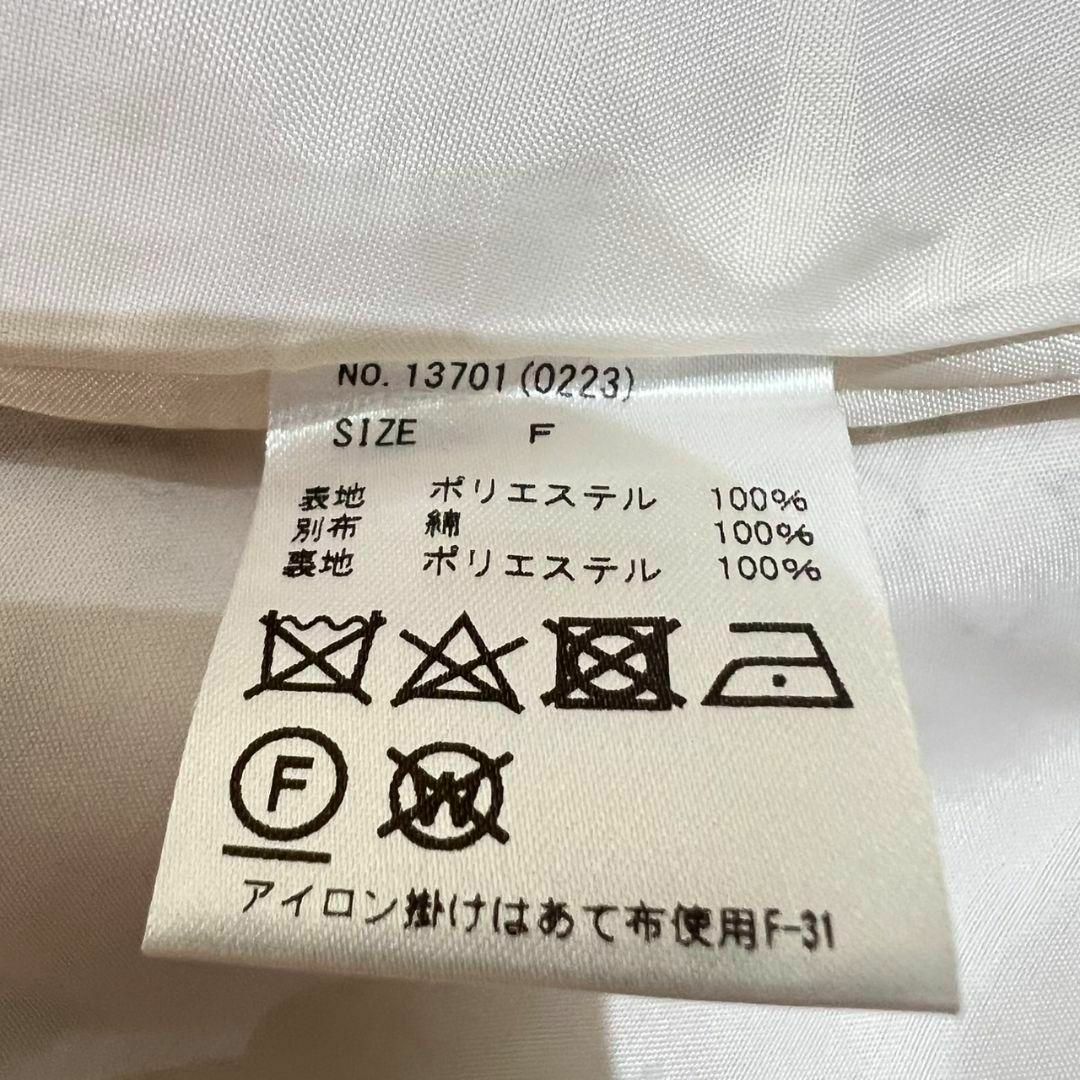 NO. 13701(0223)
SIZE F
表地 ポリエステル 100%
別布 綿 100%
裏地 ポリエステル 100%
F
W
アイロン掛けはあて布使用F-31